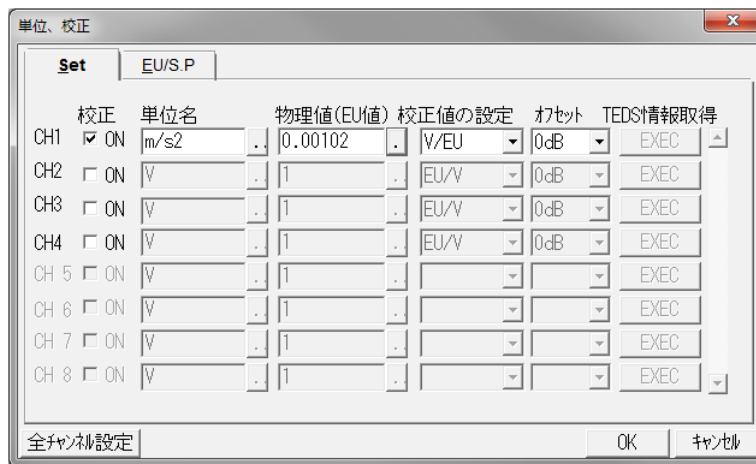 単位、校正
Set EU/S.P
校正 単位名 物理値(EU値) 校正値の設定 オフセット TEDS情報取得
CH1 ON m/s2 .. 0.00102 . V/EU 0dB EXEC
CH2 ON V .. 1 .. EU/V 0dB EXEC
CH3 ON V .. 1 .. EU/V 0dB EXEC
CH4 ON V .. 1 .. EU/V 0dB EXEC
CH 5 ON V .. 1 .. EXEC
CH 6 ON V .. 1 .. EXEC
CH 7 ON V .. 1 .. EXEC
CH 8 ON V .. 1 .. EXEC
全チャンネル設定 OK キャンセル